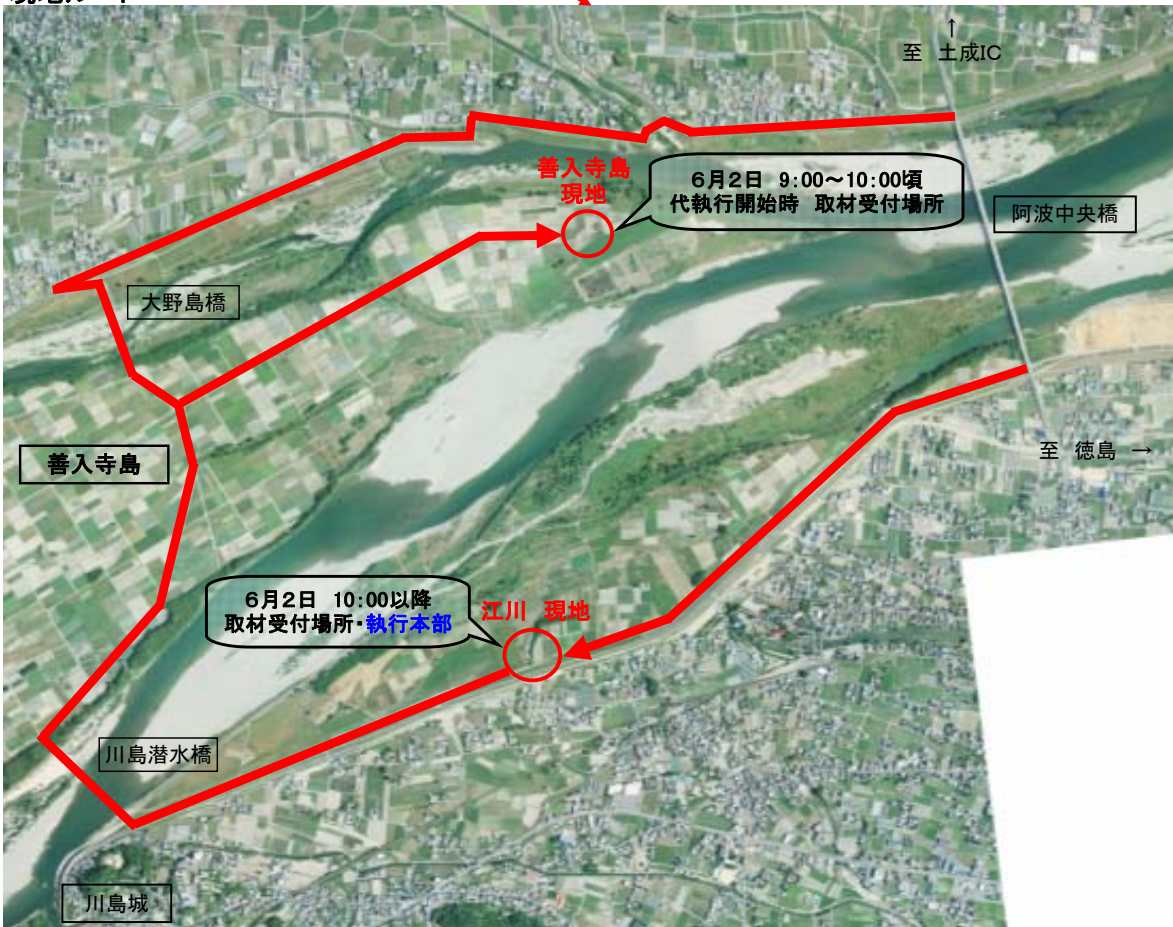 ↑
至 土成IC
善入寺島
現地
6月2日 9:00～10:00頃
代執行開始時 取材受付場所
阿波中央橋
大野島橋
善入寺島
至 徳島 →
6月2日 10:00以降
取材受付場所・執行本部
江川 現地
川島潜水橋
川島城